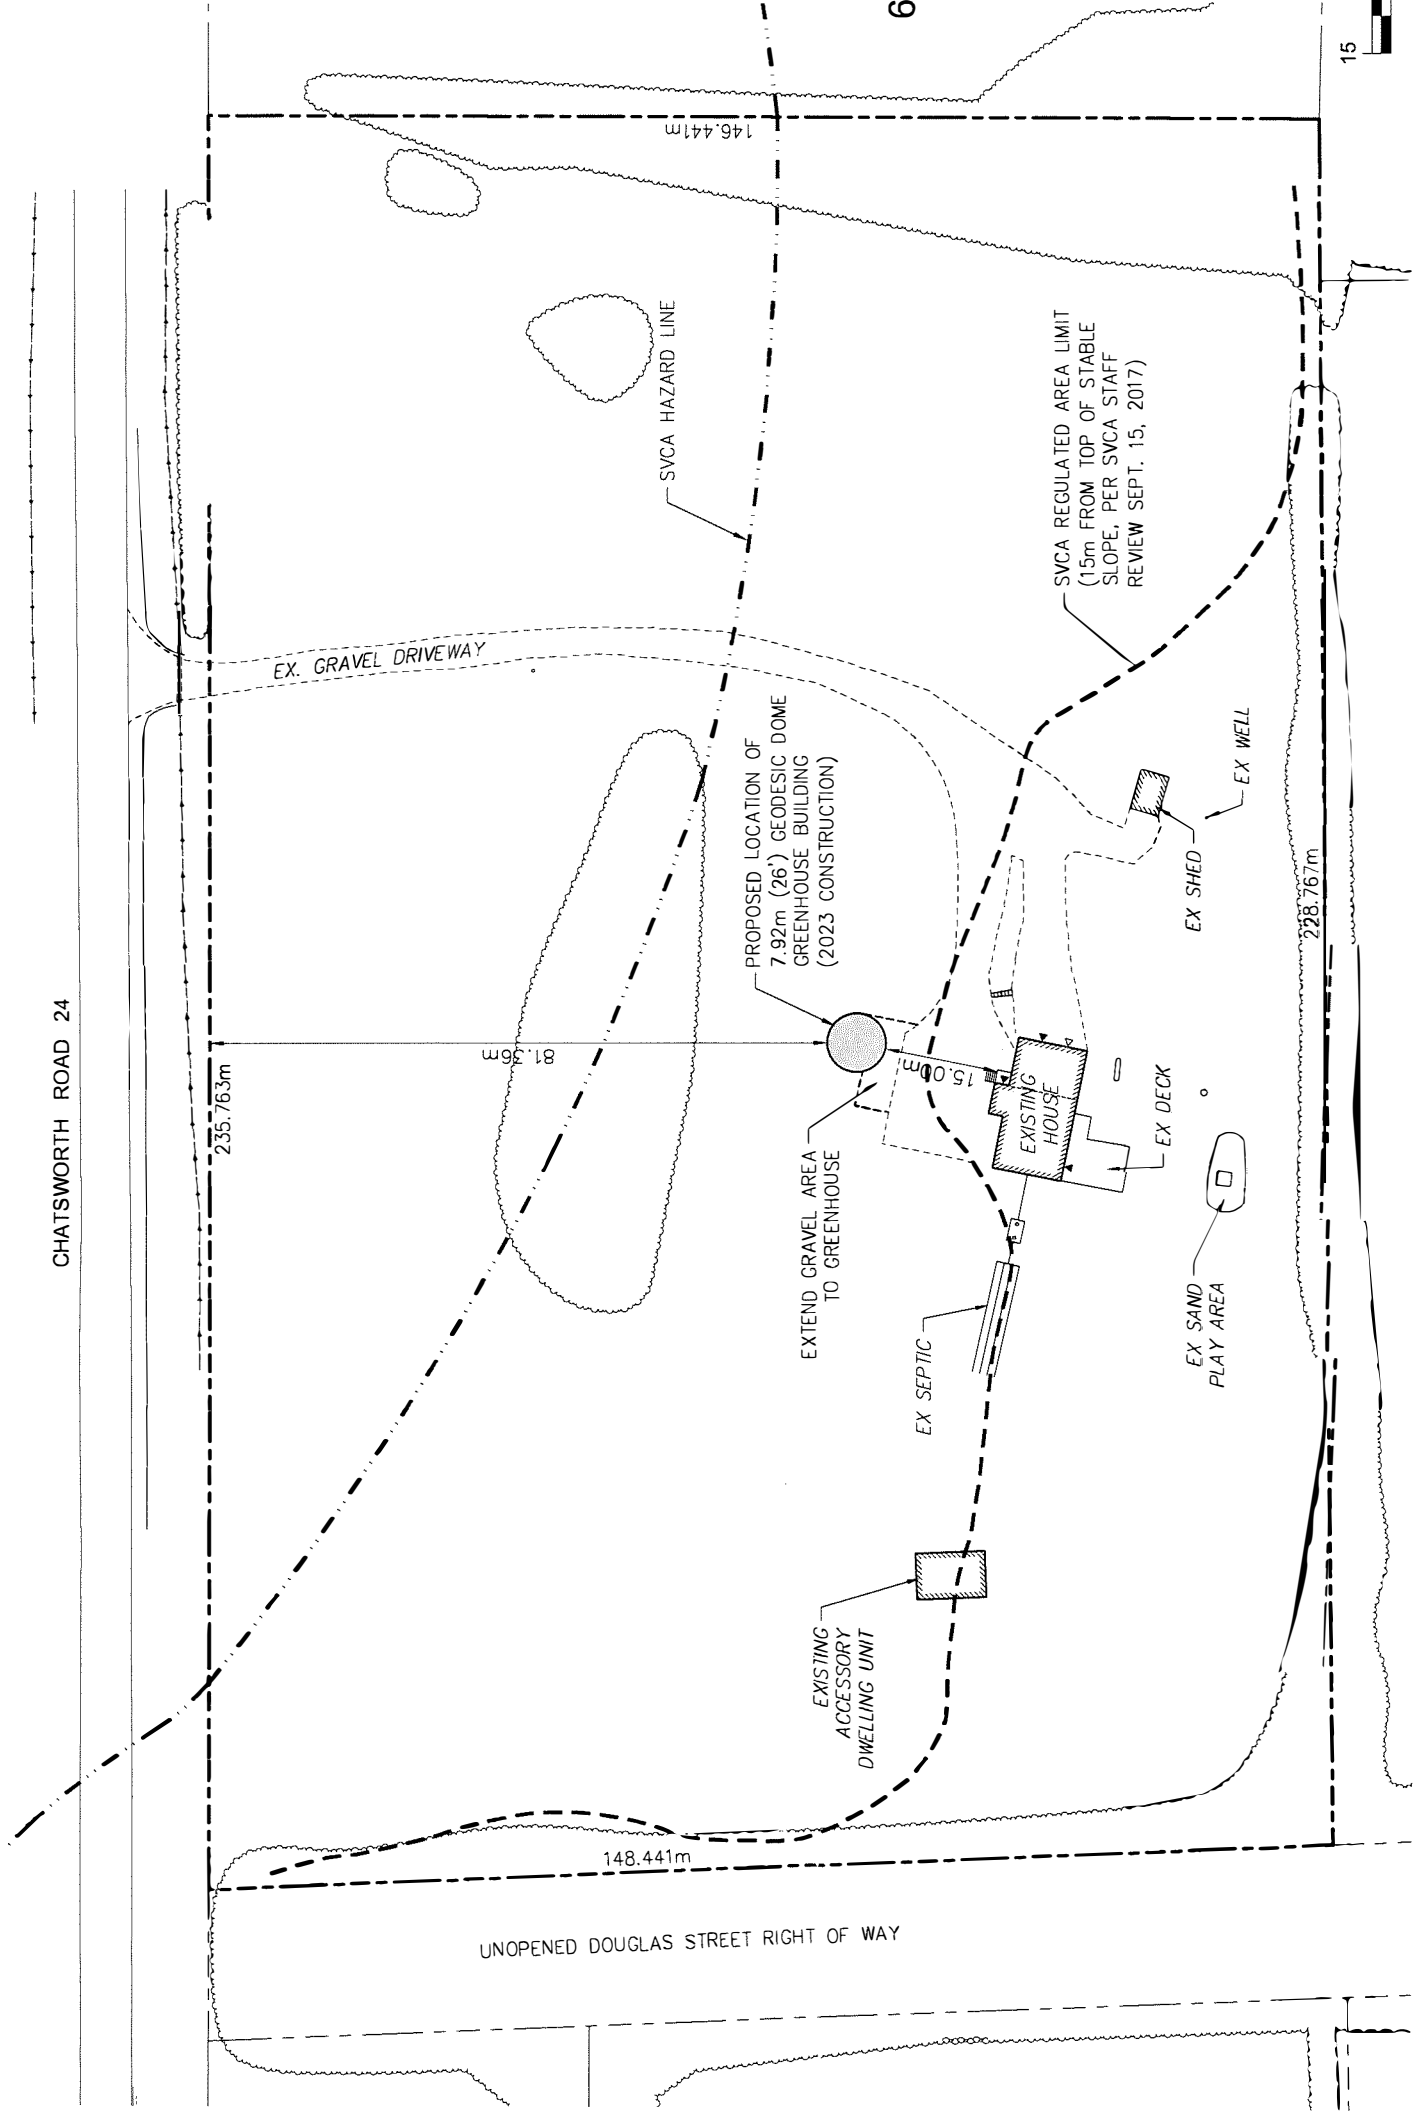 CHATSWORTH ROAD 24
235.763m
146.441m
EX. GRAVEL DRIVEWAY
SVCA HAZARD LINE
81.36m
PROPOSED LOCATION OF
7.92m (26') GEODESIC DOME
GREENHOUSE BUILDING
(2023 CONSTRUCTION)
SVCA REGULATED AREA LIMIT
(15m FROM TOP OF STABLE
SLOPE, PER SVCA STAFF
REVIEW SEPT. 15, 2017)
EXTEND GRAVEL AREA
TO GREENHOUSE
15.00m
EXISTING
HOUSE
EX DECK
EX SHED
EX WELL
EX SEPTIC
EX SAND
PLAY AREA
EXISTING
ACCESSORY
DWELLING UNIT
228.767m
148.441m
UNOPENED DOUGLAS STREET RIGHT OF WAY
15
6